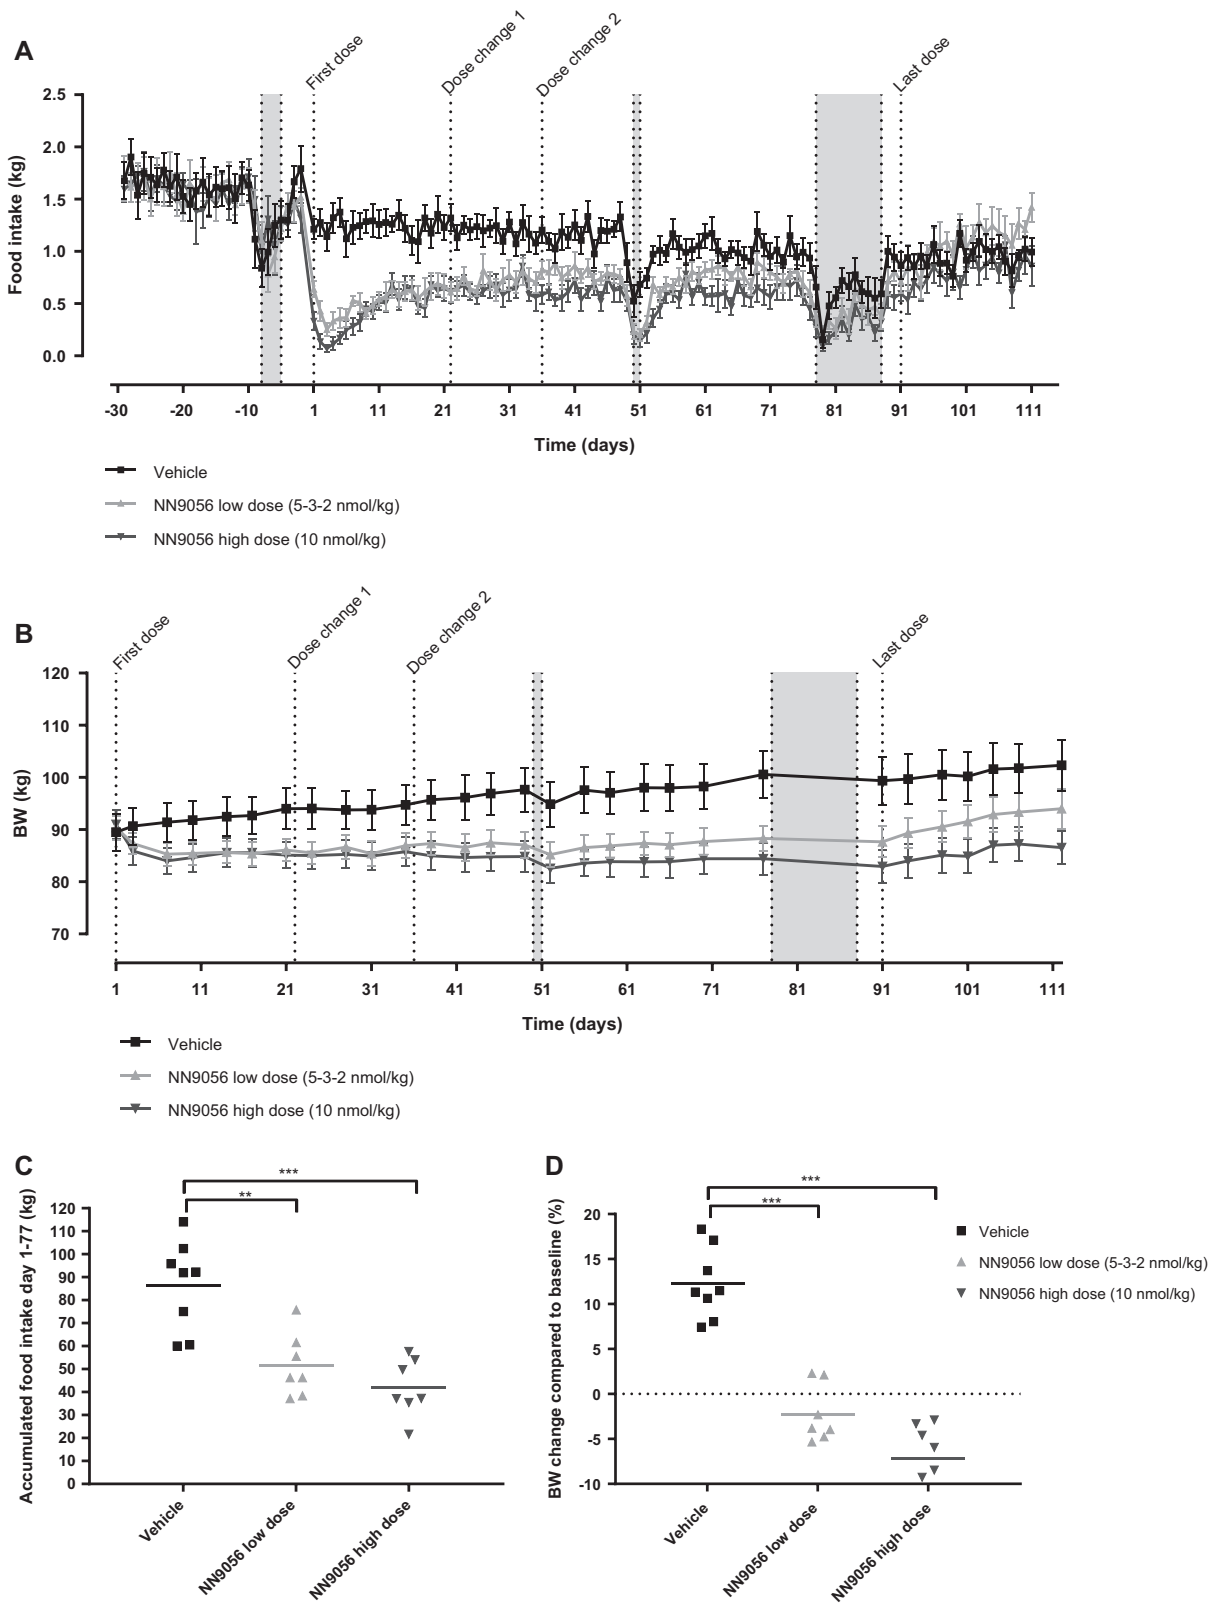 A
First dose
Dose change 1
Dose change 2
Last dose
Food intake (kg)
2.5
2.0
1.5
1.0
0.5
0.0
-30 -20 -10 1 11 21 31 41 51 61 71 81 91 101 111
Time (days)
Vehicle
NN9056 low dose (5-3-2 nmol/kg)
NN9056 high dose (10 nmol/kg)
B
First dose
Dose change 1
Dose change 2
Last dose
BW (kg)
120
110
100
90
80
70
1 11 21 31 41 51 61 71 81 91 101 111
Time (days)
Vehicle
NN9056 low dose (5-3-2 nmol/kg)
NN9056 high dose (10 nmol/kg)
C
Accumulated food intake day 1-77 (kg)
***
**
120
110
100
90
80
70
60
50
40
30
20
10
0
Vehicle
NN9056 low dose
NN9056 high dose
D
BW change compared to baseline (%)
***
***
20
15
10
5
0
-5
-10
Vehicle
NN9056 low dose
NN9056 high dose
Vehicle
NN9056 low dose (5-3-2 nmol/kg)
NN9056 high dose (10 nmol/kg)